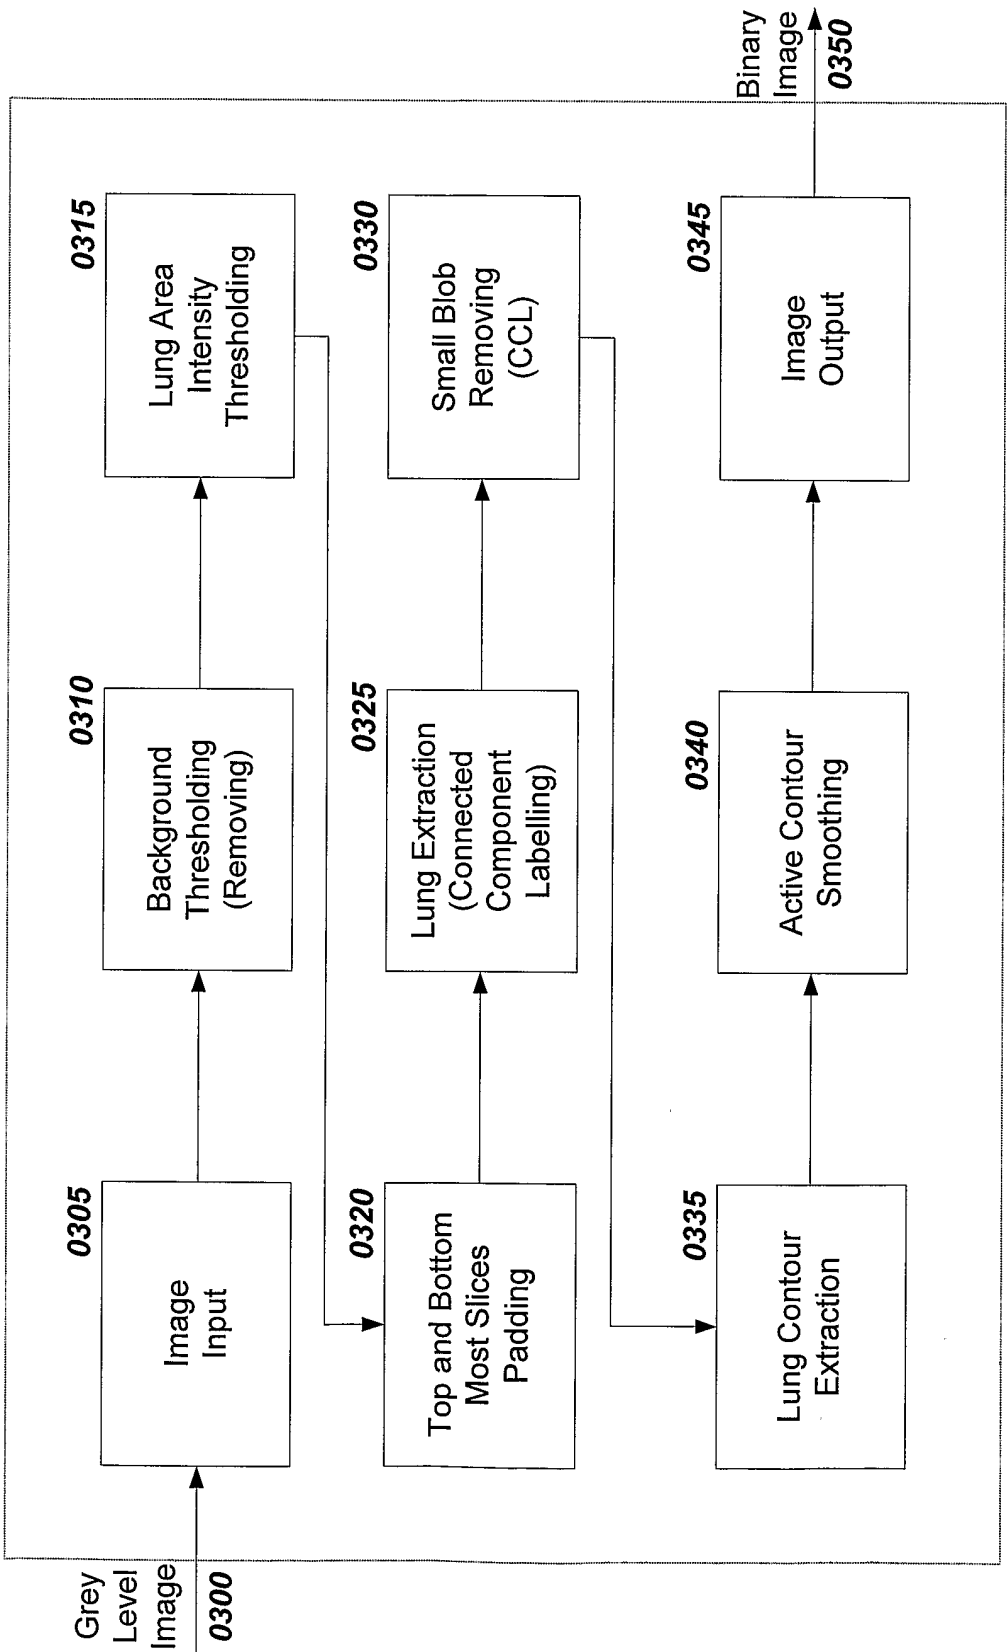 Grey
Level
Image
0300
0305
Image
Input
0310
Background
Thresholding
(Removing)
0315
Lung Area
Intensity
Thresholding
0320
Top and Bottom
Most Slices
Padding
0325
Lung Extraction
(Connected
Component
Labelling)
0330
Small Blob
Removing
(CCL)
0335
Lung Contour
Extraction
0340
Active Contour
Smoothing
0345
Image
Output
Binary
Image
0350